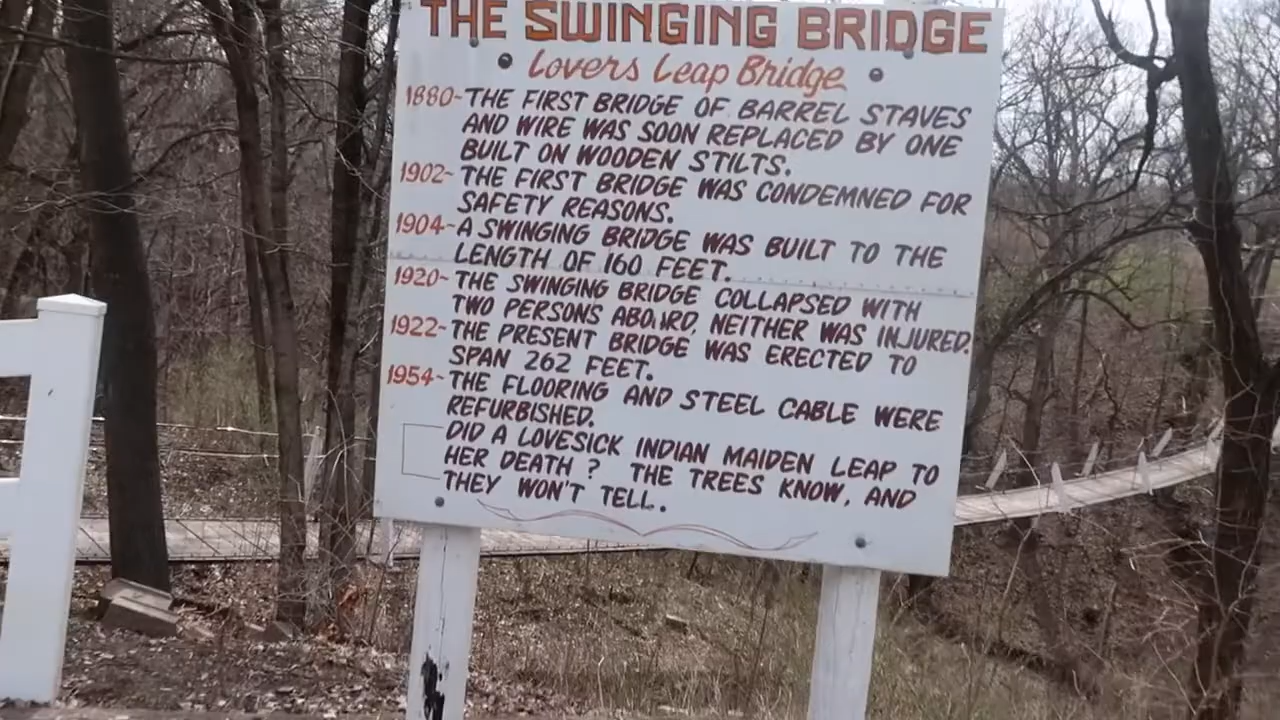 THE SWINGING BRIDGE
Lovers Leap Bridge
1880-THE FIRST BRIDGE OF BARREL STAVES
AND WIRE WAS SOON REPLACED BY ONE
BUILT ON WOODEN STILTS.
1902-THE FIRST BRIDGE WAS CONDEMNED FOR
SAFETY REASONS.
1904-A SWINGING BRIDGE WAS BUILT TO THE
LENGTH OF 160 FEET.
1920-THE SWINGING BRIDGE COLLAPSED WITH
TWO PERSONS ABOARD, NEITHER WAS INJURED.
1922-THE PRESENT BRIDGE WAS ERECTED TO
SPAN 262 FEET.
1954-THE FLOORING AND STEEL CABLE WERE
REFURBISHED.
DID A LOVESICK INDIAN MAIDEN LEAP TO
HER DEATH? THE TREES KNOW, AND
THEY WON'T TELL.